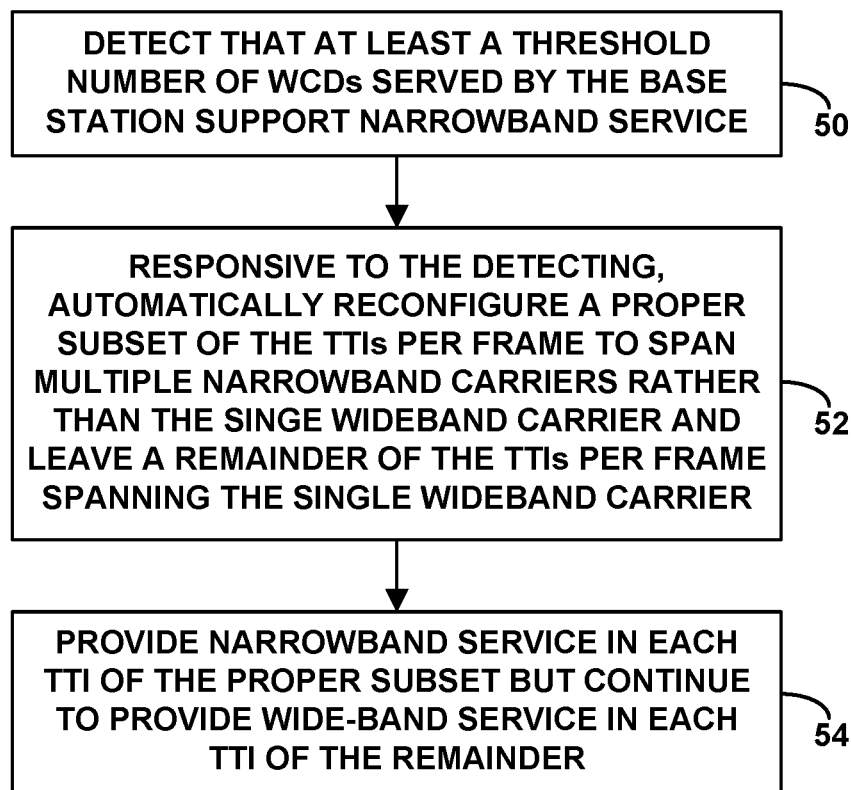 DETECT THAT AT LEAST A THRESHOLD
NUMBER OF WCDs SERVED BY THE BASE
STATION SUPPORT NARROWBAND SERVICE
50
RESPONSIVE TO THE DETECTING,
AUTOMATICALLY RECONFIGURE A PROPER
SUBSET OF THE TTIs PER FRAME TO SPAN
MULTIPLE NARROWBAND CARRIERS RATHER
THAN THE SINGE WIDEBAND CARRIER AND
LEAVE A REMAINDER OF THE TTIs PER FRAME
SPANNING THE SINGLE WIDEBAND CARRIER
52
PROVIDE NARROWBAND SERVICE IN EACH
TTI OF THE PROPER SUBSET BUT CONTINUE
TO PROVIDE WIDE-BAND SERVICE IN EACH
TTI OF THE REMAINDER
54